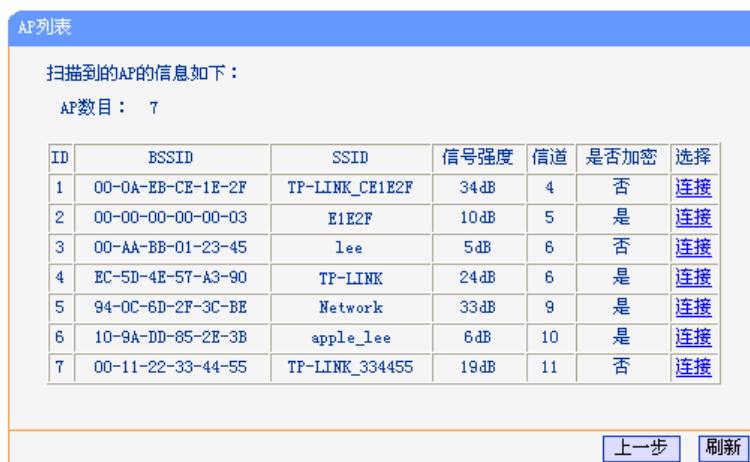 AP列表
扫描到的AP的信息如下：
AP数目： 7
ID BSSID SSID 信号强度 信道 是否加密 选择
1 00-0A-EB-CE-1E-2F TP-LINK_CE1E2F 34dB 4 否 连接
2 00-00-00-00-00-03 E1E2F 10dB 5 是 连接
3 00-AA-BB-01-23-45 lee 5dB 6 否 连接
4 EC-5D-4E-57-A3-90 TP-LINK 24dB 6 是 连接
5 94-0C-6D-2F-3C-BE Network 33dB 9 是 连接
6 10-9A-DD-85-2E-3B apple_lee 6dB 10 是 连接
7 00-11-22-33-44-55 TP-LINK_334455 19dB 11 否 连接
上一步 刷新